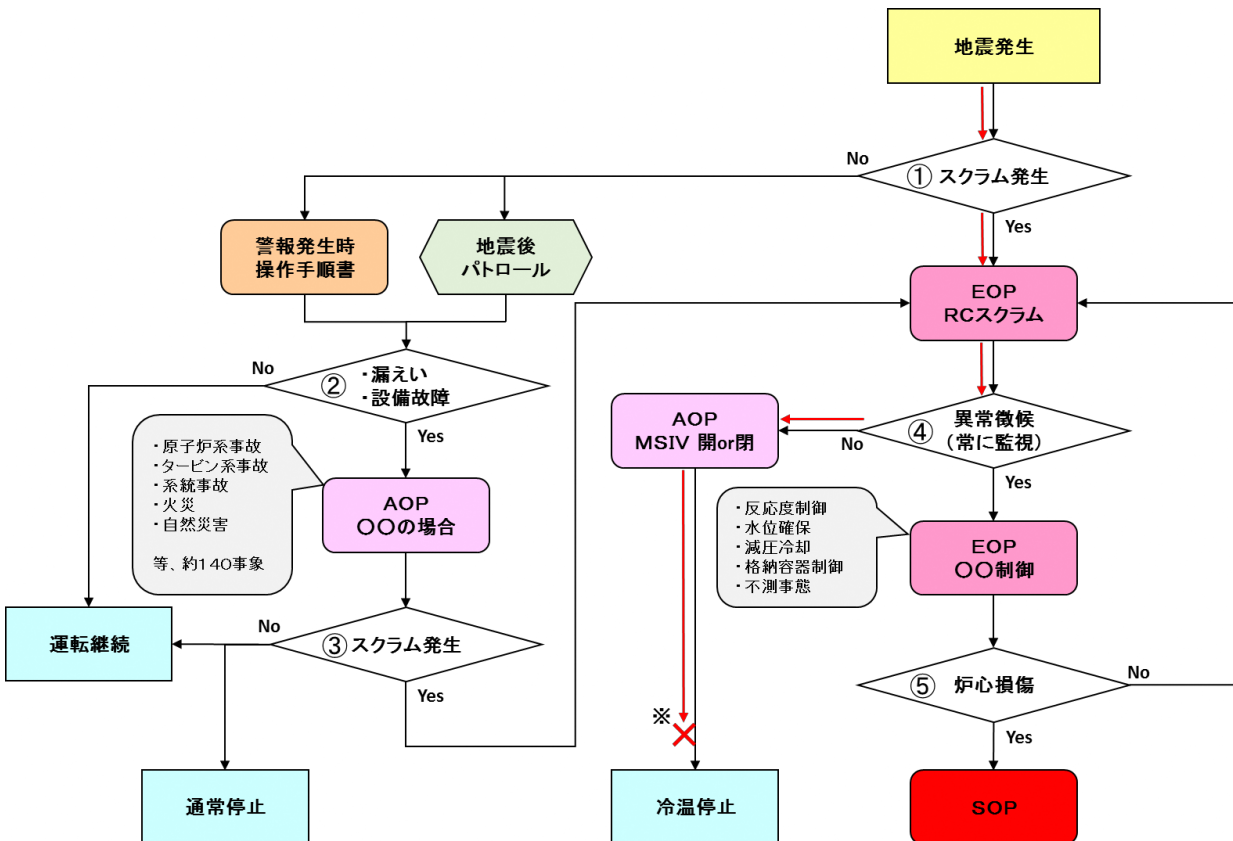 地震発生
No
① スクラム発生
Yes
警報発生時
操作手順書
地震後
パトロール
EOP
RCスクラム
No
② ・漏えい
・設備故障
Yes
AOP
MSIV 開or閉
No
④ 異常徴候
(常に監視)
Yes
・原子炉系事故
・タービン系事故
・系統事故
・火災
・自然災害
等、約140事象
AOP
〇〇の場合
・反応度制御
・水位確保
・減圧冷却
・格納容器制御
・不測事態
EOP
〇〇制御
運転継続
No
③ スクラム発生
Yes
⑤ 炉心損傷
No
Yes
※
通常停止
冷温停止
SOP